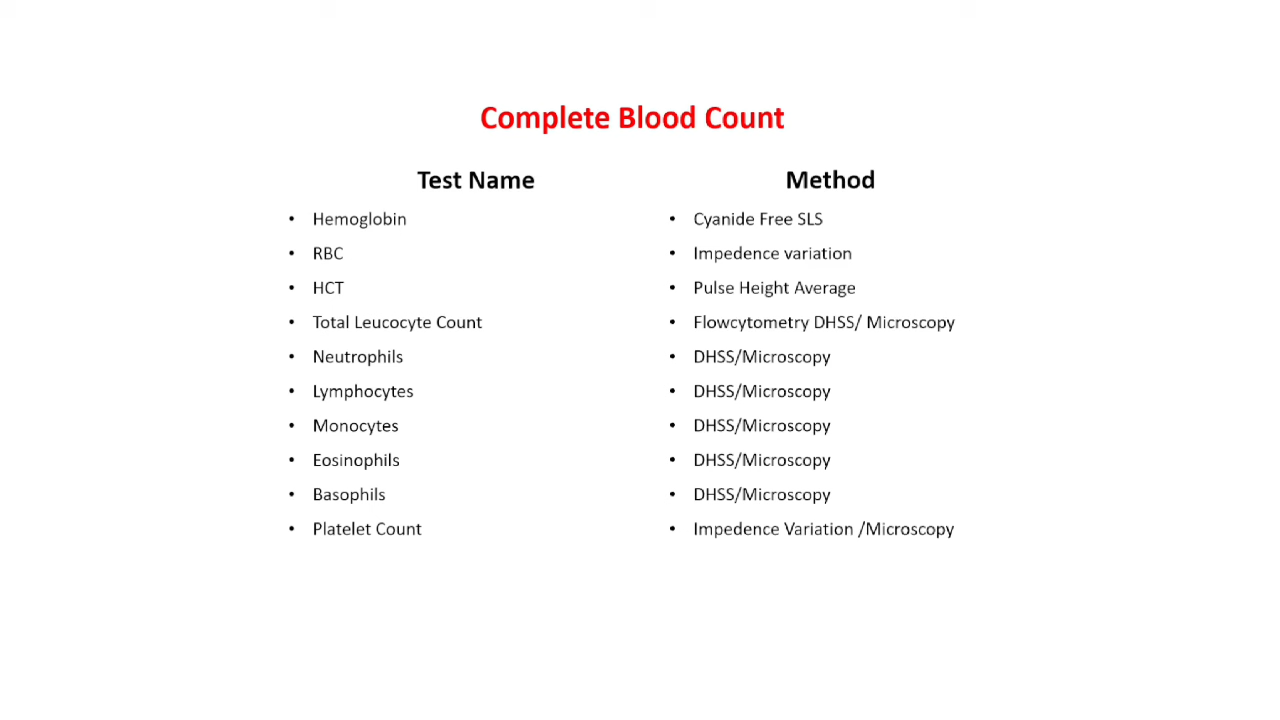 Complete Blood Count
Test Name
• Hemoglobin
• RBC
• HCT
• Total Leucocyte Count
• Neutrophils
• Lymphocytes
• Monocytes
• Eosinophils
• Basophils
• Platelet Count
Method
• Cyanide Free SLS
• Impedence variation
• Pulse Height Average
• Flowcytometry DHSS/ Microscopy
• DHSS/Microscopy
• DHSS/Microscopy
• DHSS/Microscopy
• DHSS/Microscopy
• DHSS/Microscopy
• Impedence Variation /Microscopy